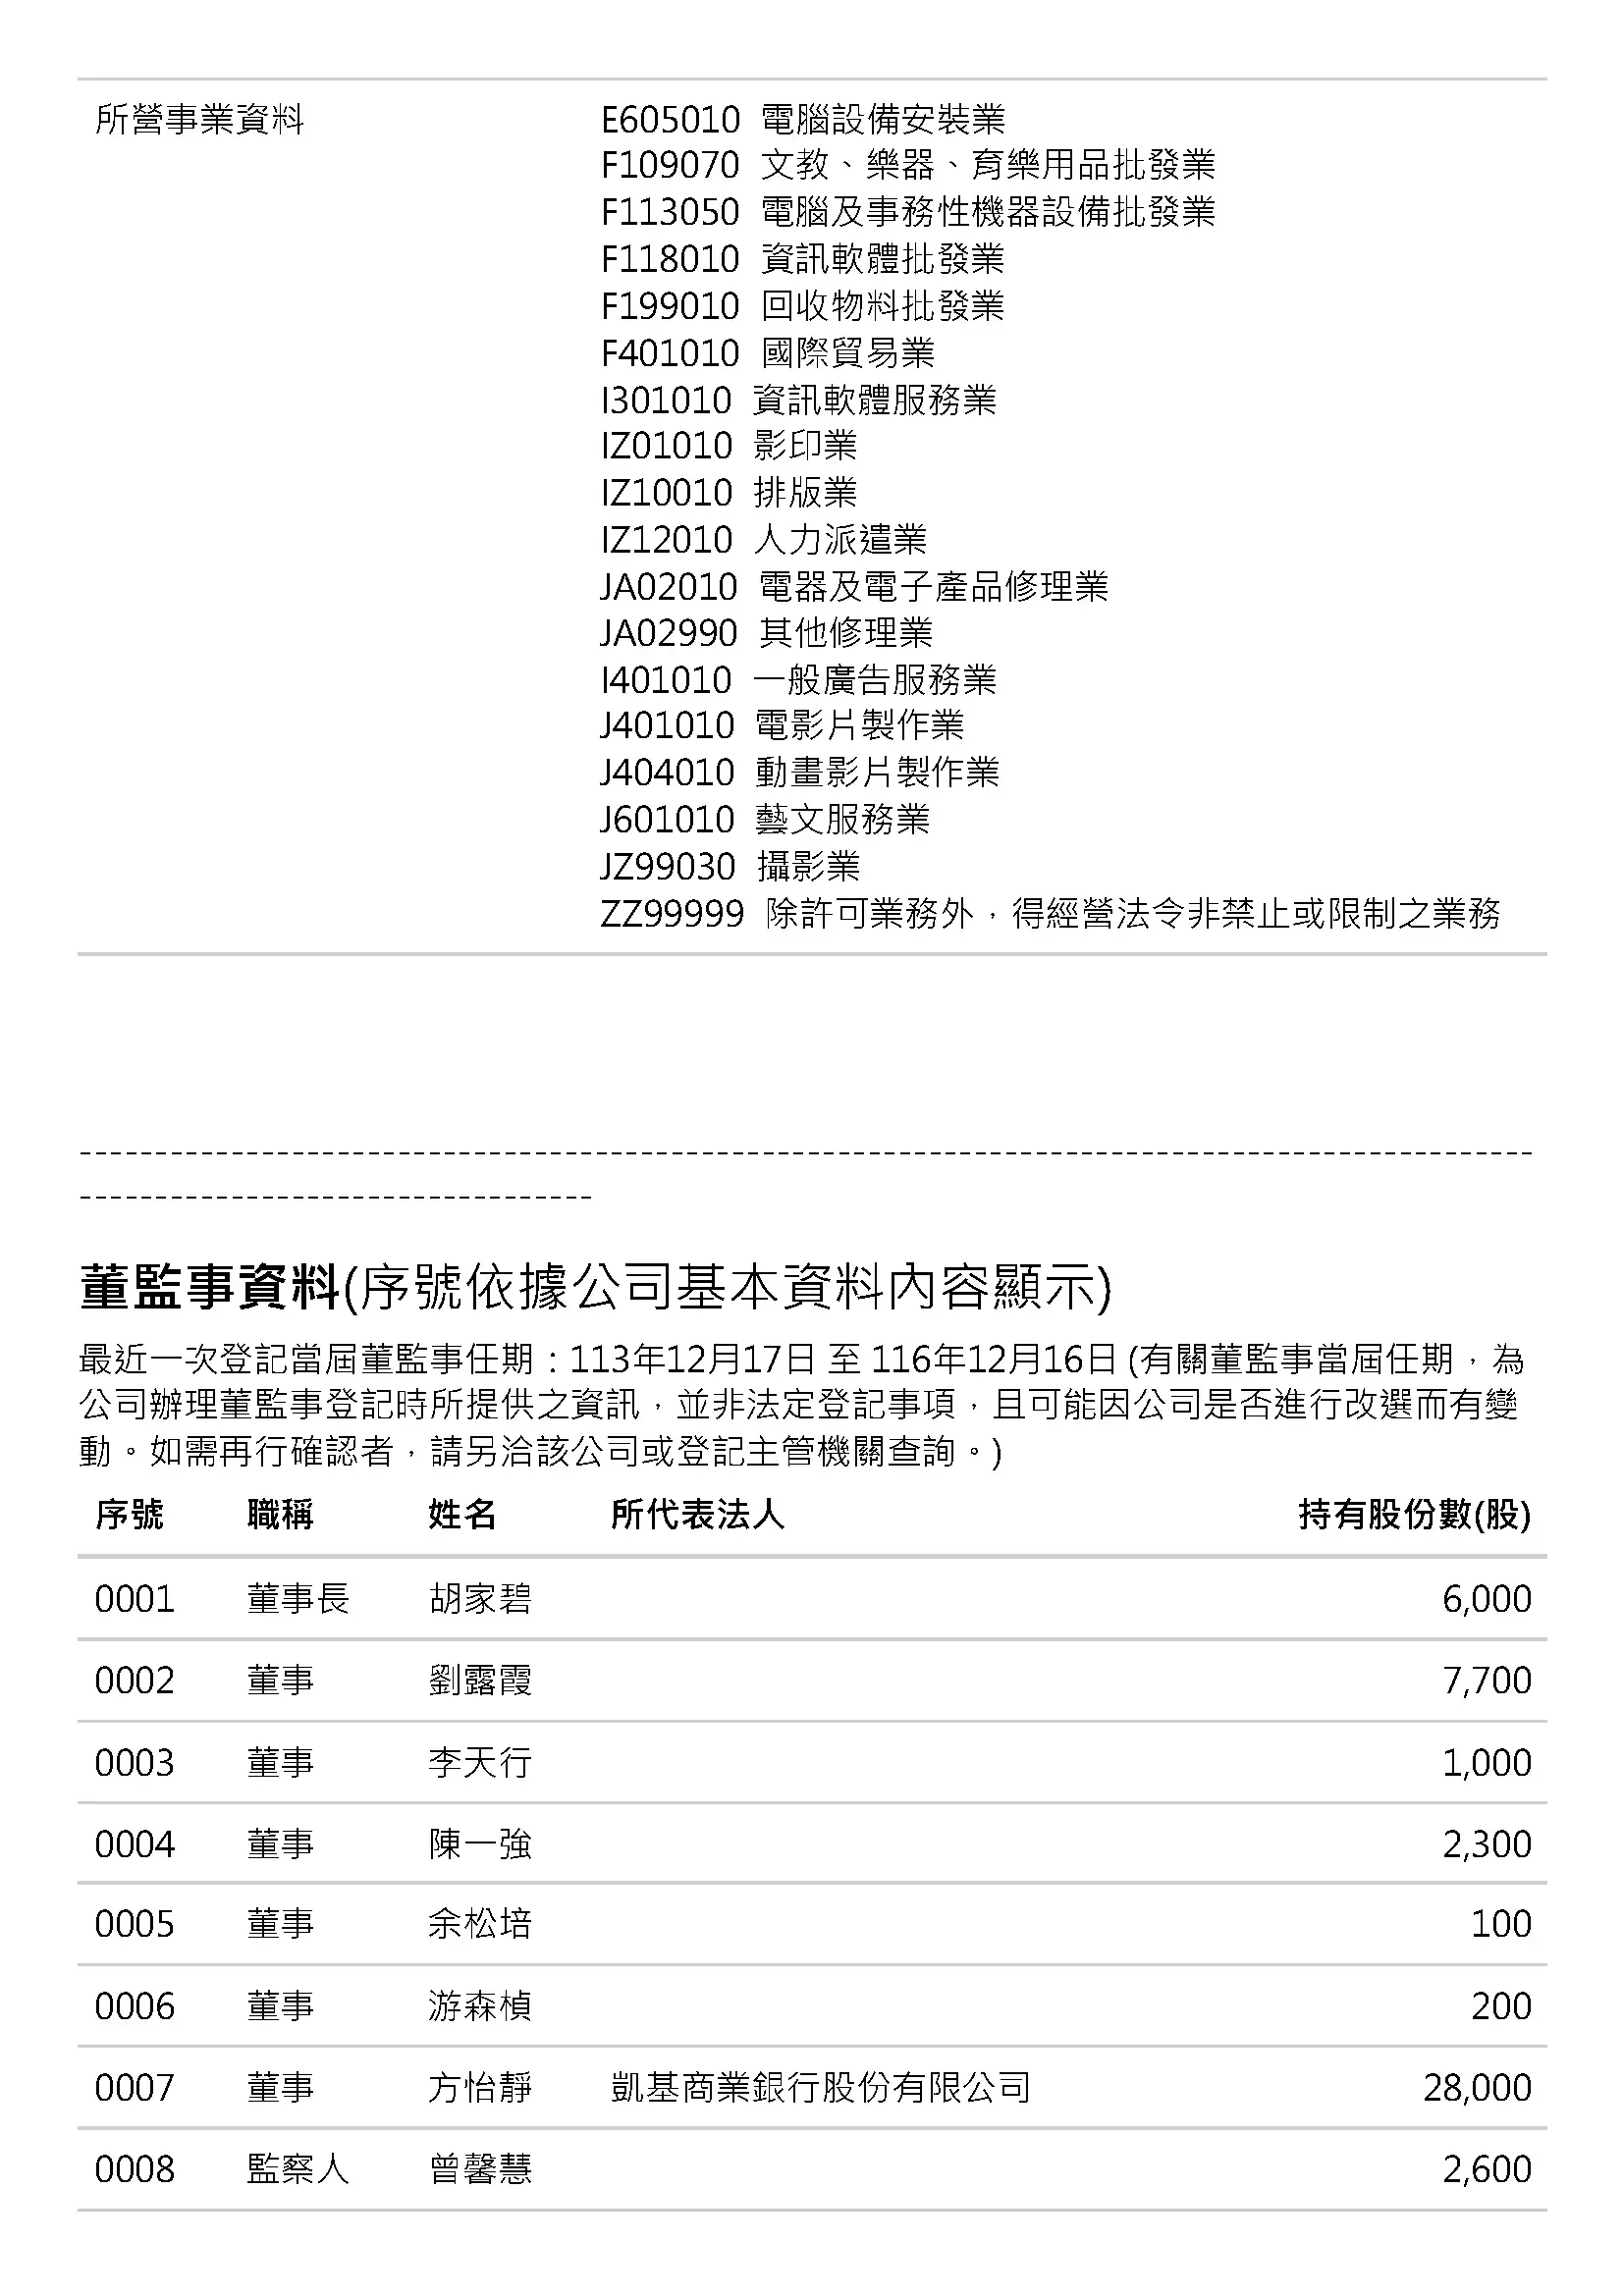 所營事業資料
E605010 電腦設備安裝業
F109070 文教、樂器、育樂用品批發業
F113050 電腦及事務性機器設備批發業
F118010 資訊軟體批發業
F199010 回收物料批發業
F401010 國際貿易業
I301010 資訊軟體服務業
IZ01010 影印業
IZ10010 排版業
IZ12010 人力派遣業
JA02010 電器及電子產品修理業
JA02990 其他修理業
I401010 一般廣告服務業
J401010 電影片製作業
J404010 動畫影片製作業
J601010 藝文服務業
JZ99030 攝影業
ZZ99999 除許可業務外，得經營法令非禁止或限制之業務
------------------------------------------------------------------------------------------------
----------------------------------
董監事資料(序號依據公司基本資料內容顯示)
最近一次登記當屆董監事任期：113年12月17日 至 116年12月16日 (有關董監事當屆任期，為
公司辦理董監事登記時所提供之資訊，並非法定登記事項，且可能因公司是否進行改選而有變
動。如需再行確認者，請另洽該公司或登記主管機關查詢。)
序號 職稱 姓名 所代表法人 持有股份數(股)
0001 董事長 胡家碧 6,000
0002 董事 劉露霞 7,700
0003 董事 李天行 1,000
0004 董事 陳一強 2,300
0005 董事 余松培 100
0006 董事 游森楨 200
0007 董事 方怡靜 凱基商業銀行股份有限公司 28,000
0008 監察人 曾馨慧 2,600